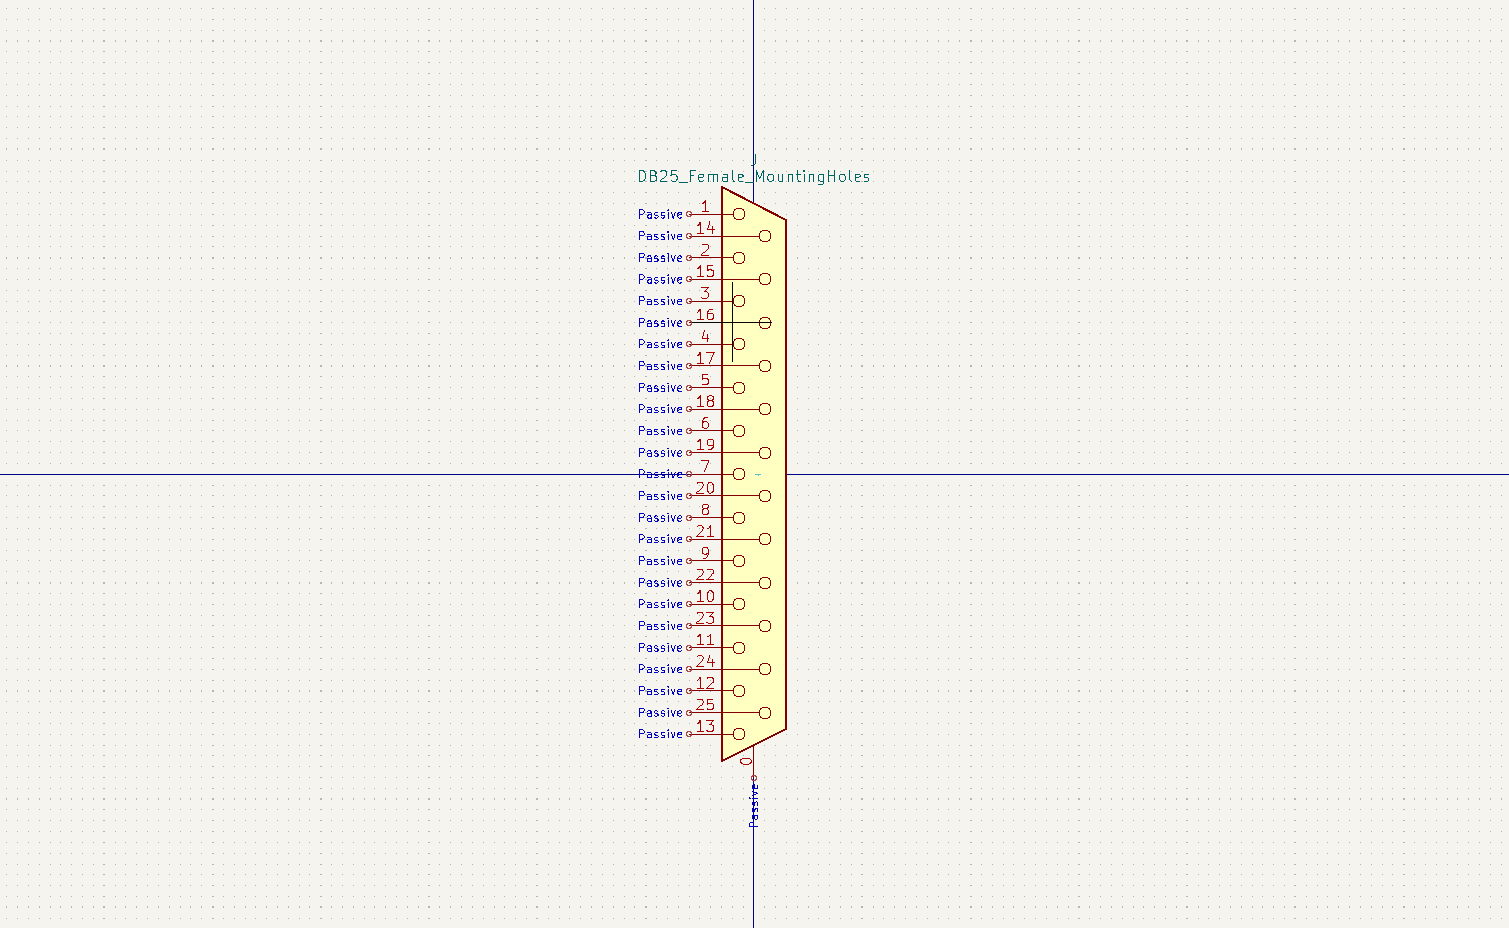 J
DB25_Female_MountingHoles
Passive 1
Passive 14
Passive 2
Passive 15
Passive 3
Passive 16
Passive 4
Passive 17
Passive 5
Passive 18
Passive 6
Passive 19
Passive 7
Passive 20
Passive 8
Passive 21
Passive 9
Passive 22
Passive 10
Passive 23
Passive 11
Passive 24
Passive 12
Passive 25
Passive 13
0
Passive